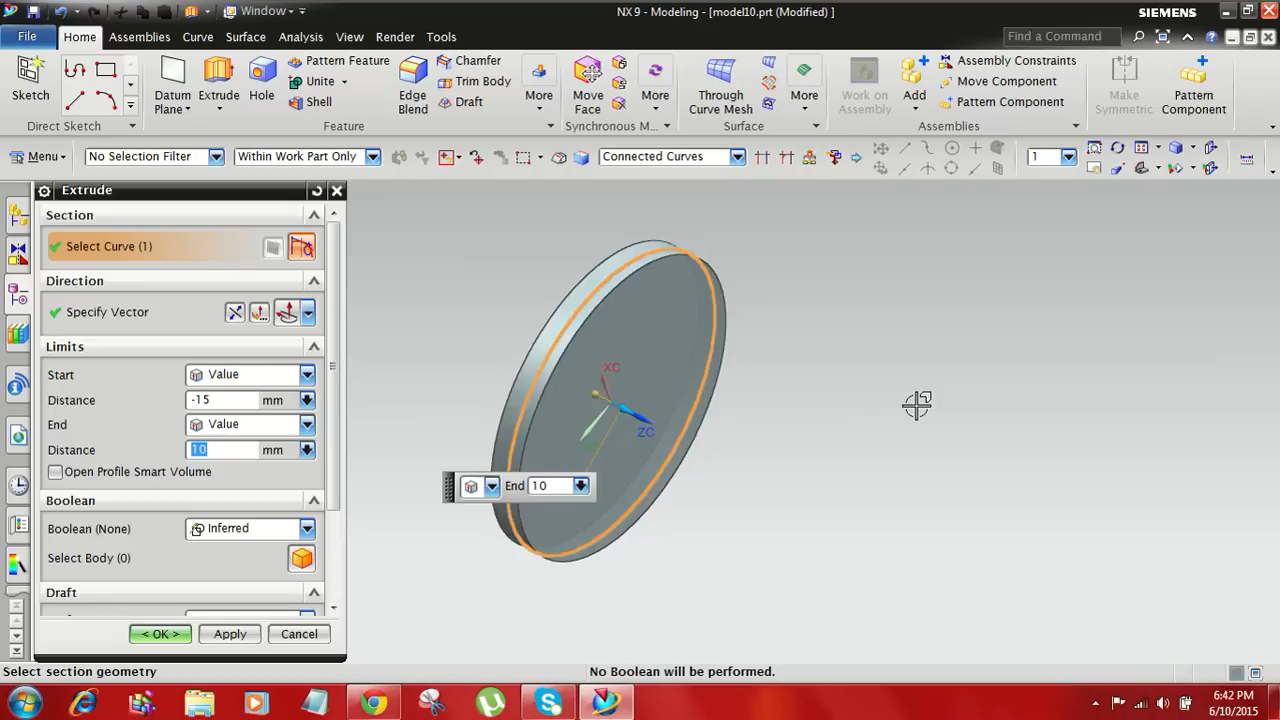 Window
NX 9 - Modeling - [model10.prt (Modified) ]
SIEMENS
File Home Assemblies Curve Surface Analysis View Render Tools
Find a Command
Sketch
Direct Sketch
Datum Plane
Extrude
Hole
Pattern Feature
Unite
Shell
Edge Blend
Chamfer
Trim Body
Draft
More
Feature
Move Face
More
Synchronous M...
Through Curve Mesh
More
Surface
Work on Assembly
Add
Assembly Constraints
Move Component
Pattern Component
Make Symmetric
Pattern Component
Assemblies
Menu
No Selection Filter
Within Work Part Only
Connected Curves
1
Extrude
Section
Select Curve (1)
Direction
Specify Vector
Limits
Start Value
Distance -15 mm
End Value
Distance 10 mm
Open Profile Smart Volume
Boolean
Boolean (None) Inferred
Select Body (0)
Draft
< OK > Apply Cancel
XC
ZC
End 10
Select section geometry
No Boolean will be performed.
6:42 PM
6/10/2015